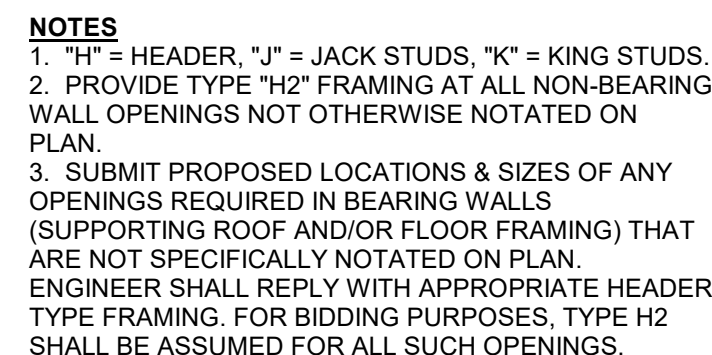 NOTES
1. "H" = HEADER, "J" = JACK STUDS, "K" = KING STUDS.
2. PROVIDE TYPE "H2" FRAMING AT ALL NON-BEARING
WALL OPENINGS NOT OTHERWISE NOTATED ON
PLAN.
3. SUBMIT PROPOSED LOCATIONS & SIZES OF ANY
OPENINGS REQUIRED IN BEARING WALLS
(SUPPORTING ROOF AND/OR FLOOR FRAMING) THAT
ARE NOT SPECIFICALLY NOTATED ON PLAN.
ENGINEER SHALL REPLY WITH APPROPRIATE HEADER
TYPE FRAMING. FOR BIDDING PURPOSES, TYPE H2
SHALL BE ASSUMED FOR ALL SUCH OPENINGS.